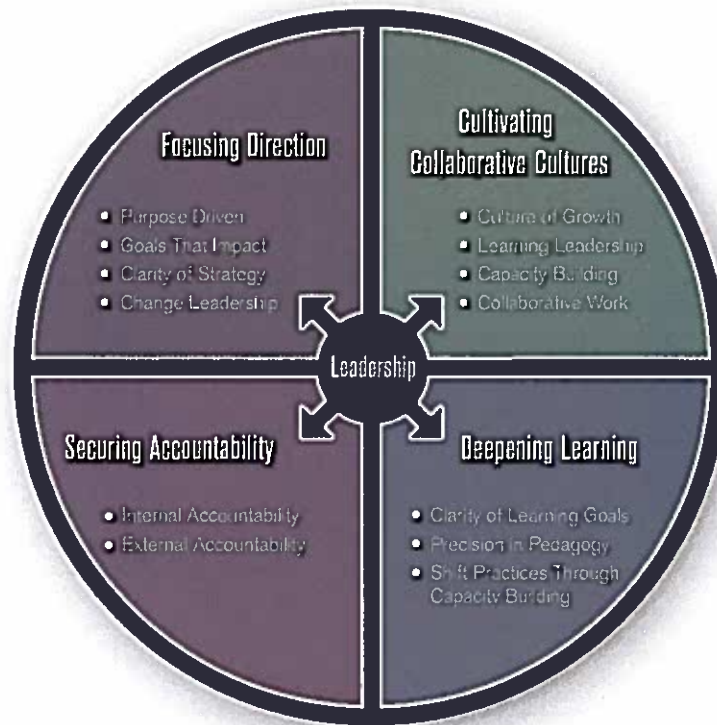 Focusing Direction
Purpose Driven
Goals That Impact
Clarity of Strategy
Change Leadership
Cultivating
Collaborative Cultures
Culture of Growth
Learning Leadership
Capacity Building
Collaborative Work
Leadership
Securing Accountability
Internal Accountability
External Accountability
Deepening Learning
Clarity of Learning Goals
Precision in Pedagogy
Shift Practices Through
Capacity Building